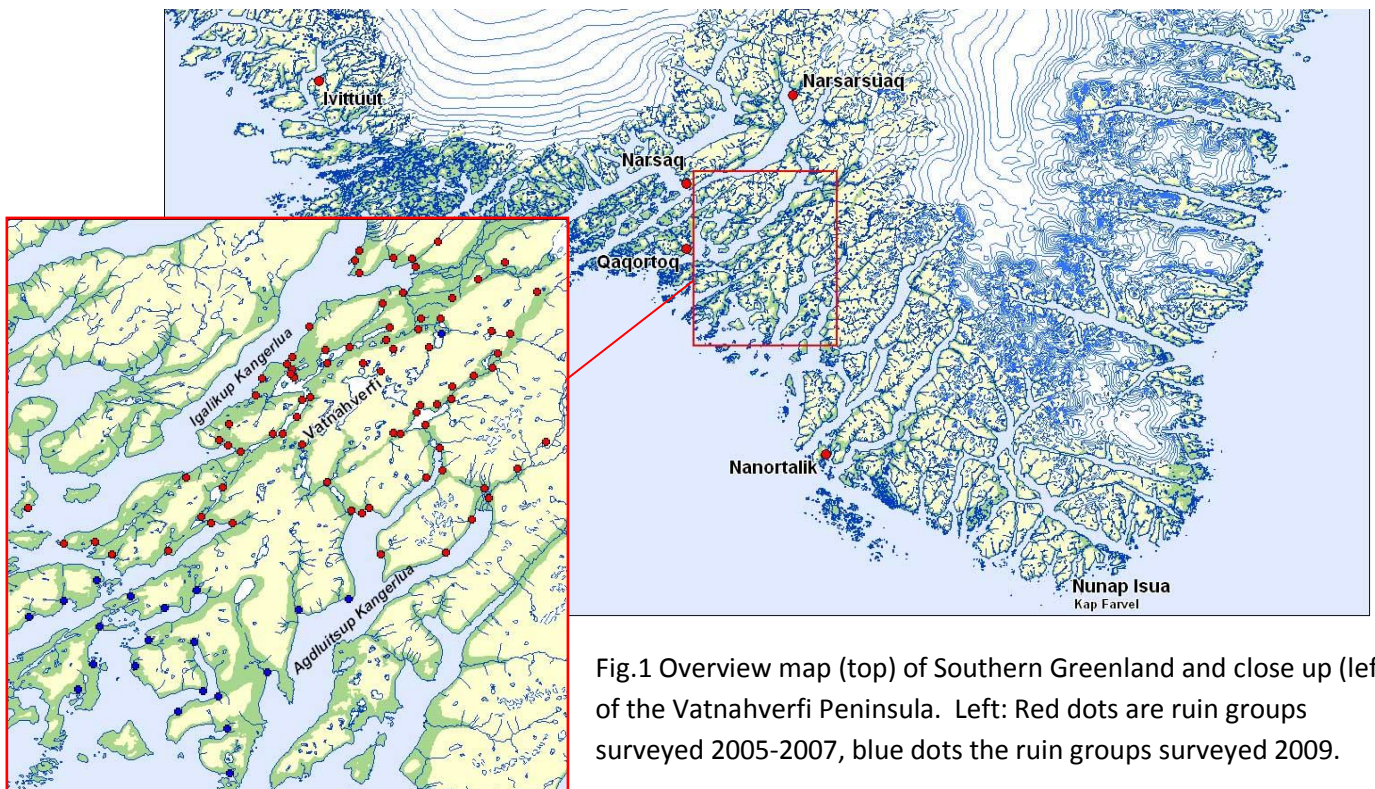 Ivittuut
Narsarsuaq
Narsaq
Qaqortoq
Nanortalik
Nunap Isua
Kap Farvel
Igalikup Kangerlua
Vatnahverfi
Agdluitsup Kangerlua
Fig.1 Overview map (top) of Southern Greenland and close up (lef
of the Vatnahverfi Peninsula. Left: Red dots are ruin groups
surveyed 2005-2007, blue dots the ruin groups surveyed 2009.